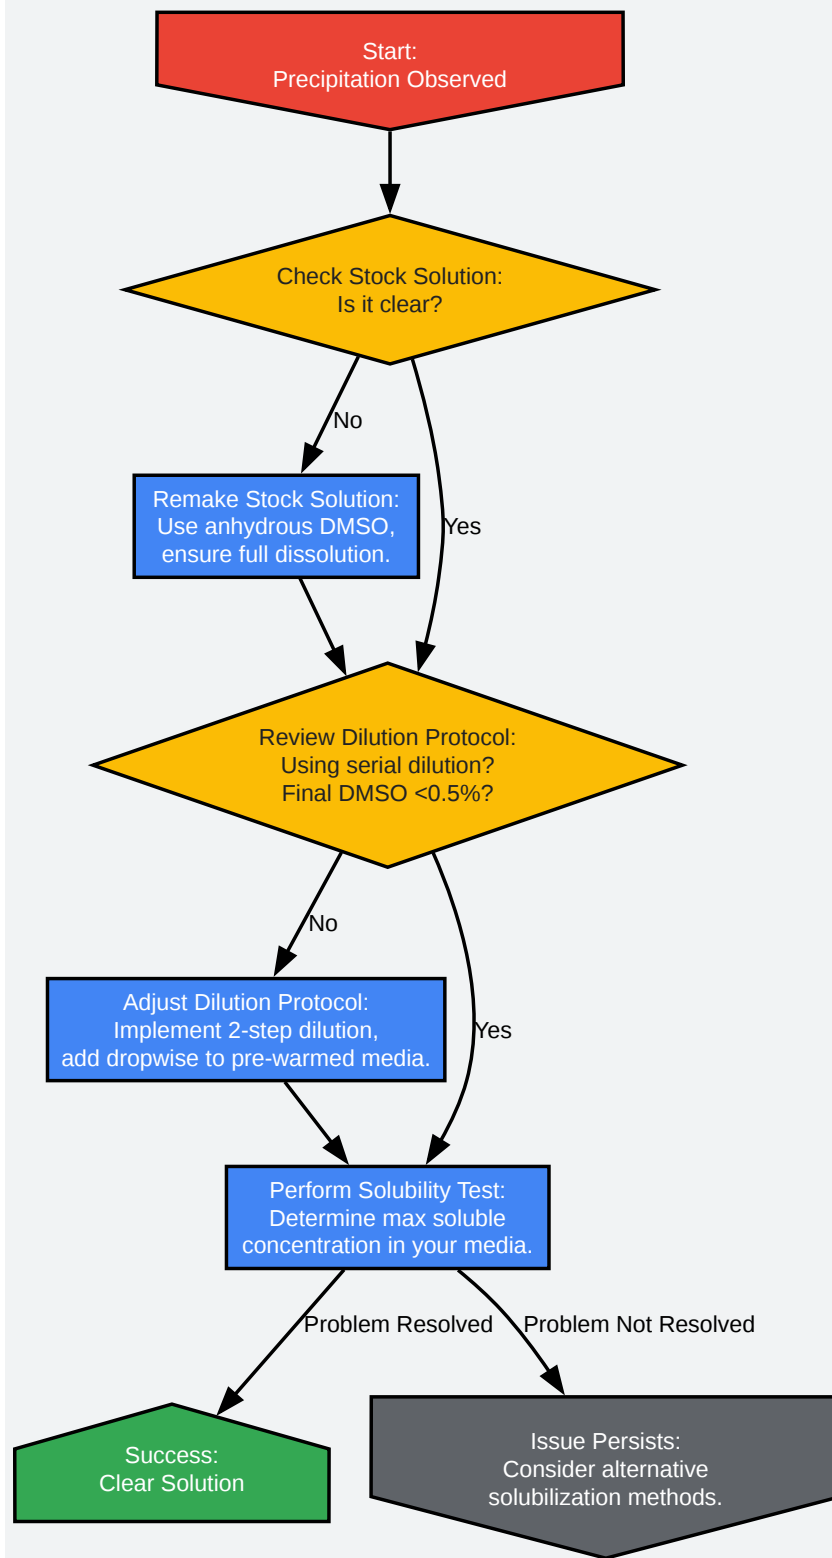 Start:
Precipitation Observed
Check Stock Solution:
Is it clear?
No
Remake Stock Solution:
Use anhydrous DMSO,
ensure full dissolution.
Yes
Review Dilution Protocol:
Using serial dilution?
Final DMSO <0.5%?
No
Adjust Dilution Protocol:
Implement 2-step dilution,
add dropwise to pre-warmed media.
Yes
Perform Solubility Test:
Determine max soluble
concentration in your media.
Problem Resolved
Problem Not Resolved
Success:
Clear Solution
Issue Persists:
Consider alternative
solubilization methods.